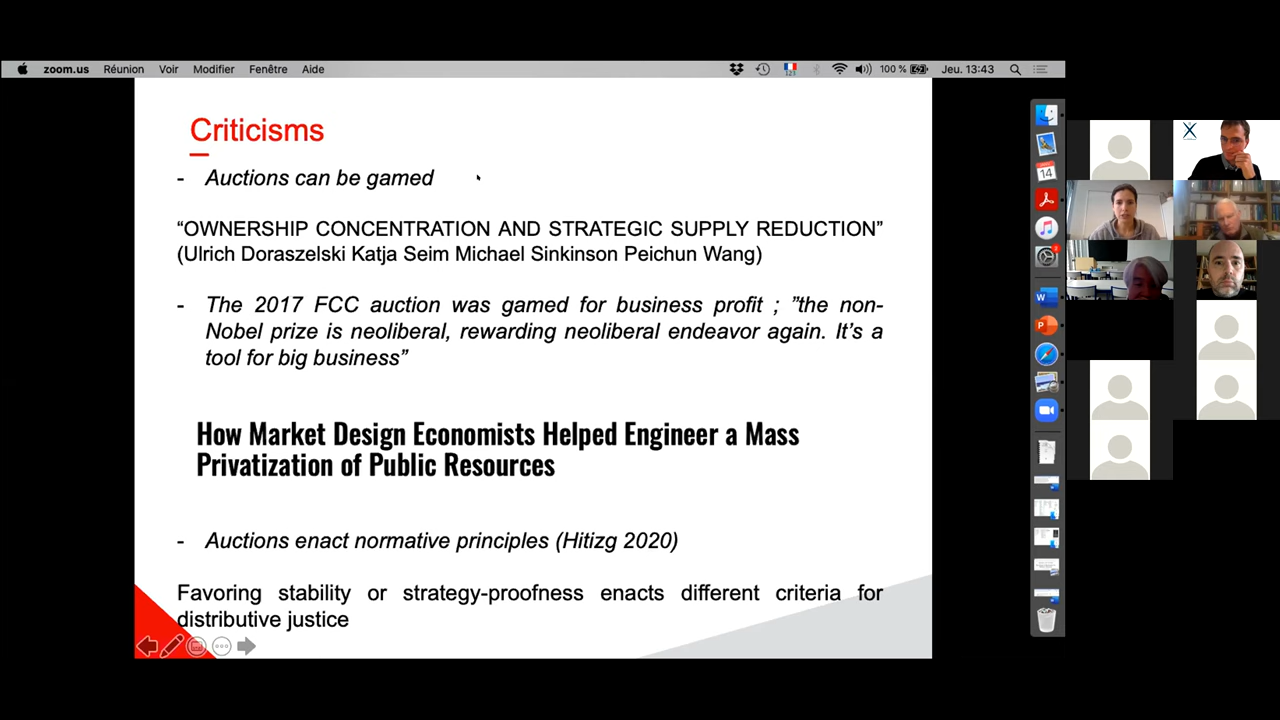 zoom.us Réunion Voir Modifier Fenêtre Aide 123 100 % Jeu. 13:43
Criticisms
- Auctions can be gamed
“OWNERSHIP CONCENTRATION AND STRATEGIC SUPPLY REDUCTION”
(Ulrich Doraszelski Katja Seim Michael Sinkinson Peichun Wang)
- The 2017 FCC auction was gamed for business profit ; ”the non-
Nobel prize is neoliberal, rewarding neoliberal endeavor again. It’s a
tool for big business”
How Market Design Economists Helped Engineer a Mass
Privatization of Public Resources
- Auctions enact normative principles (Hitizg 2020)
Favoring stability or strategy-proofness enacts different criteria for
distributive justice
14